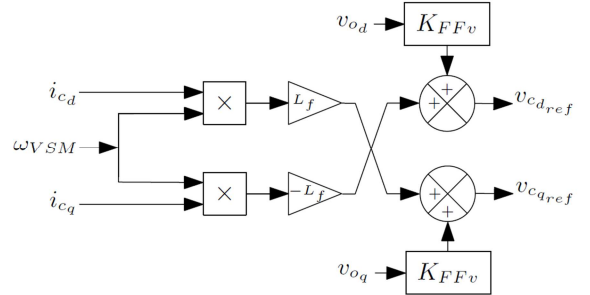 v_{o_d} K_{FFv}
i_{c_d} × L_f + + v_{c_{d_{ref}}}
ω_{VSM}
i_{c_q} × −L_f + + v_{c_{q_{ref}}}
v_{o_q} K_{FFv}